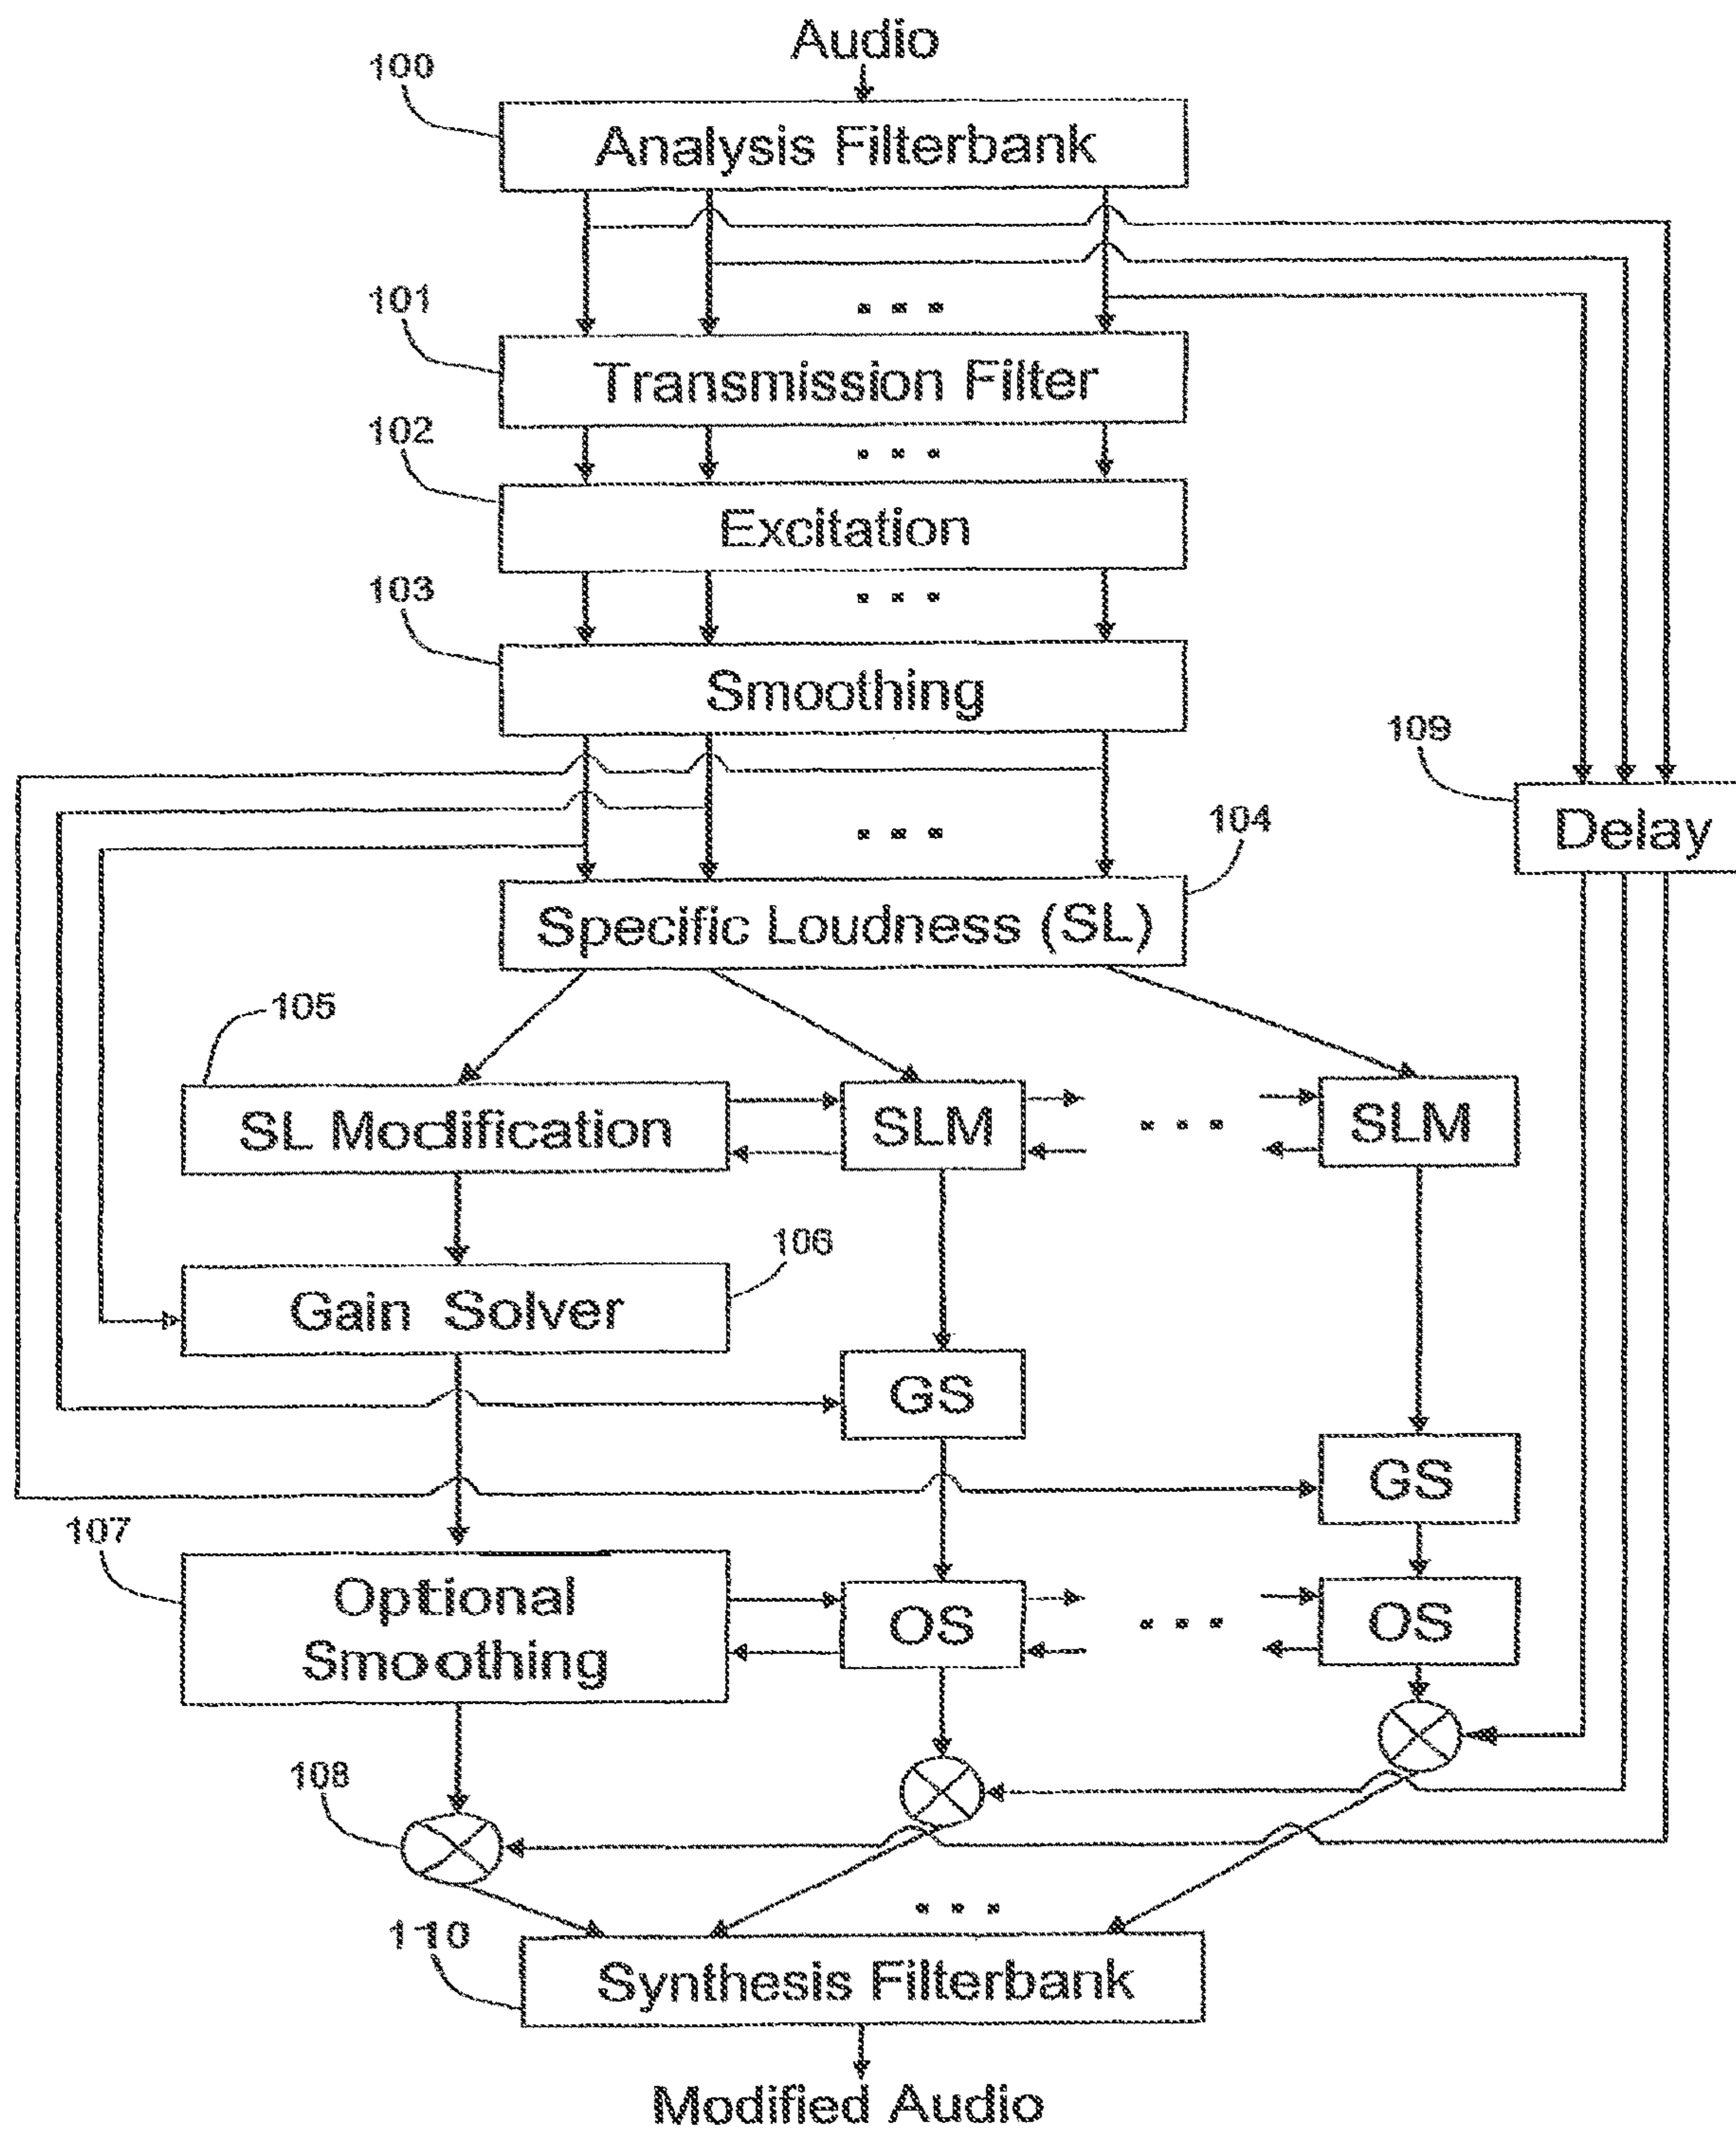 Audio
100
Analysis Filterbank
101
. . .
Transmission Filter
102
. . .
Excitation
103
. . .
Smoothing
109
Delay
. . .
104
Specific Loudness (SL)
105
SL Modification
SLM
. . .
SLM
106
Gain Solver
GS
GS
107
Optional
Smoothing
OS
. . .
OS
108
. . .
110
Synthesis Filterbank
Modified Audio